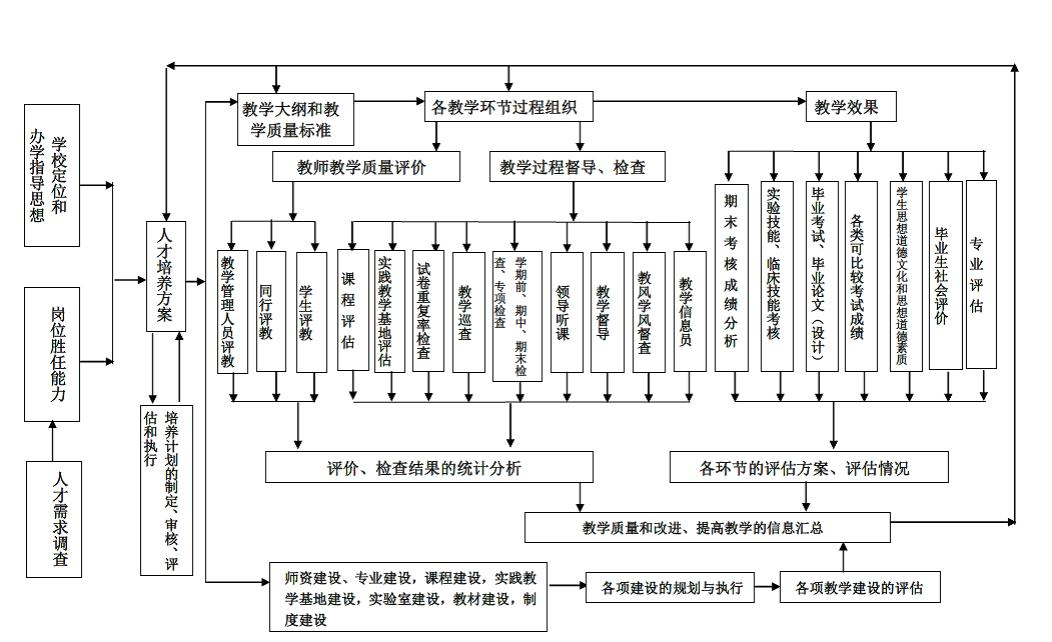 教学大纲和教
学质量标准
各教学环节过程组织
教学效果
学校定位和
办学指导思想
教师教学质量评价
教学过程督导、检查
人才培养方案
岗位胜任能力
人才需求调查
培养计划的制定、审核、评
估和执行
教学管理人员评教
同行评教
学生评教
课程评估
实践教学基地评估
试卷重复率检查
教学巡查
学期前、期中、期末检
查、专项检查
领导听课
教学督导
教风学风督查
教学信息员
期末考核成绩分析
实验技能、临床技能考核
毕业考试、毕业论文（设计）
各类可比较考试成绩
学生思想道德文化和思想道德素质
毕业生社会评价
专业评估
评价、检查结果的统计分析
各环节的评估方案、评估情况
教学质量和改进、提高教学的信息汇总
师资建设、专业建设，课程建设，实践教
学基地建设，实验室建设，教材建设，制
度建设
各项建设的规划与执行
各项教学建设的评估